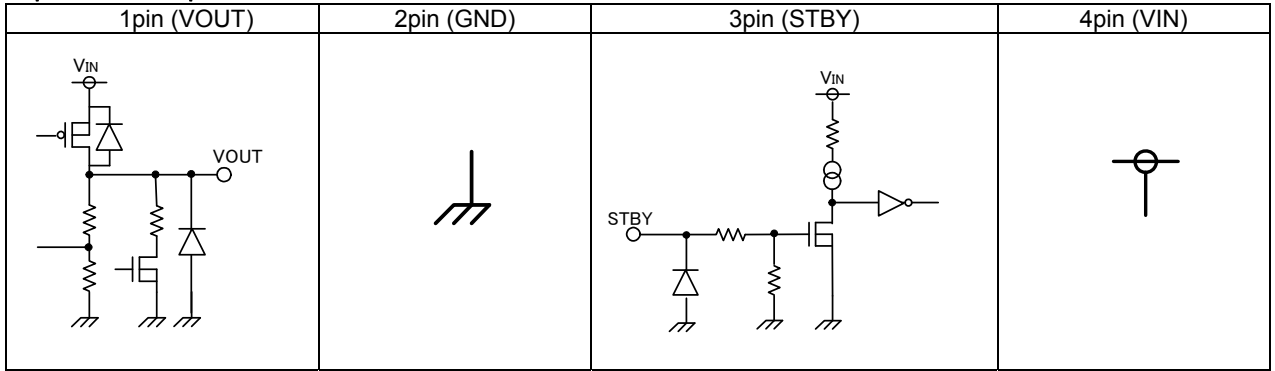 1pin (VOUT) 2pin (GND) 3pin (STBY) 4pin (VIN)
VIN
VOUT
VIN
STBY